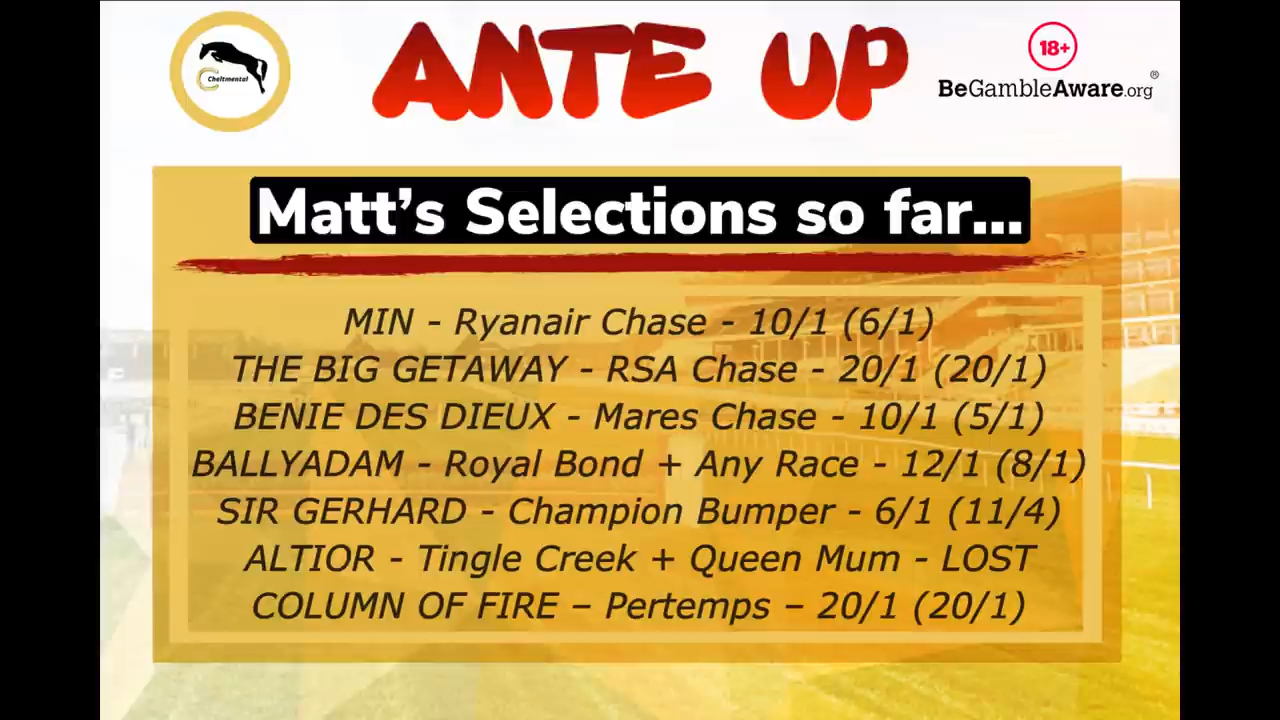 Cheltmental
ANTE UP
18+
BeGambleAware.org®
Matt’s Selections so far...
MIN - Ryanair Chase - 10/1 (6/1)
THE BIG GETAWAY - RSA Chase - 20/1 (20/1)
BENIE DES DIEUX - Mares Chase - 10/1 (5/1)
BALLYADAM - Royal Bond + Any Race - 12/1 (8/1)
SIR GERHARD - Champion Bumper - 6/1 (11/4)
ALTIOR - Tingle Creek + Queen Mum - LOST
COLUMN OF FIRE – Pertemps – 20/1 (20/1)